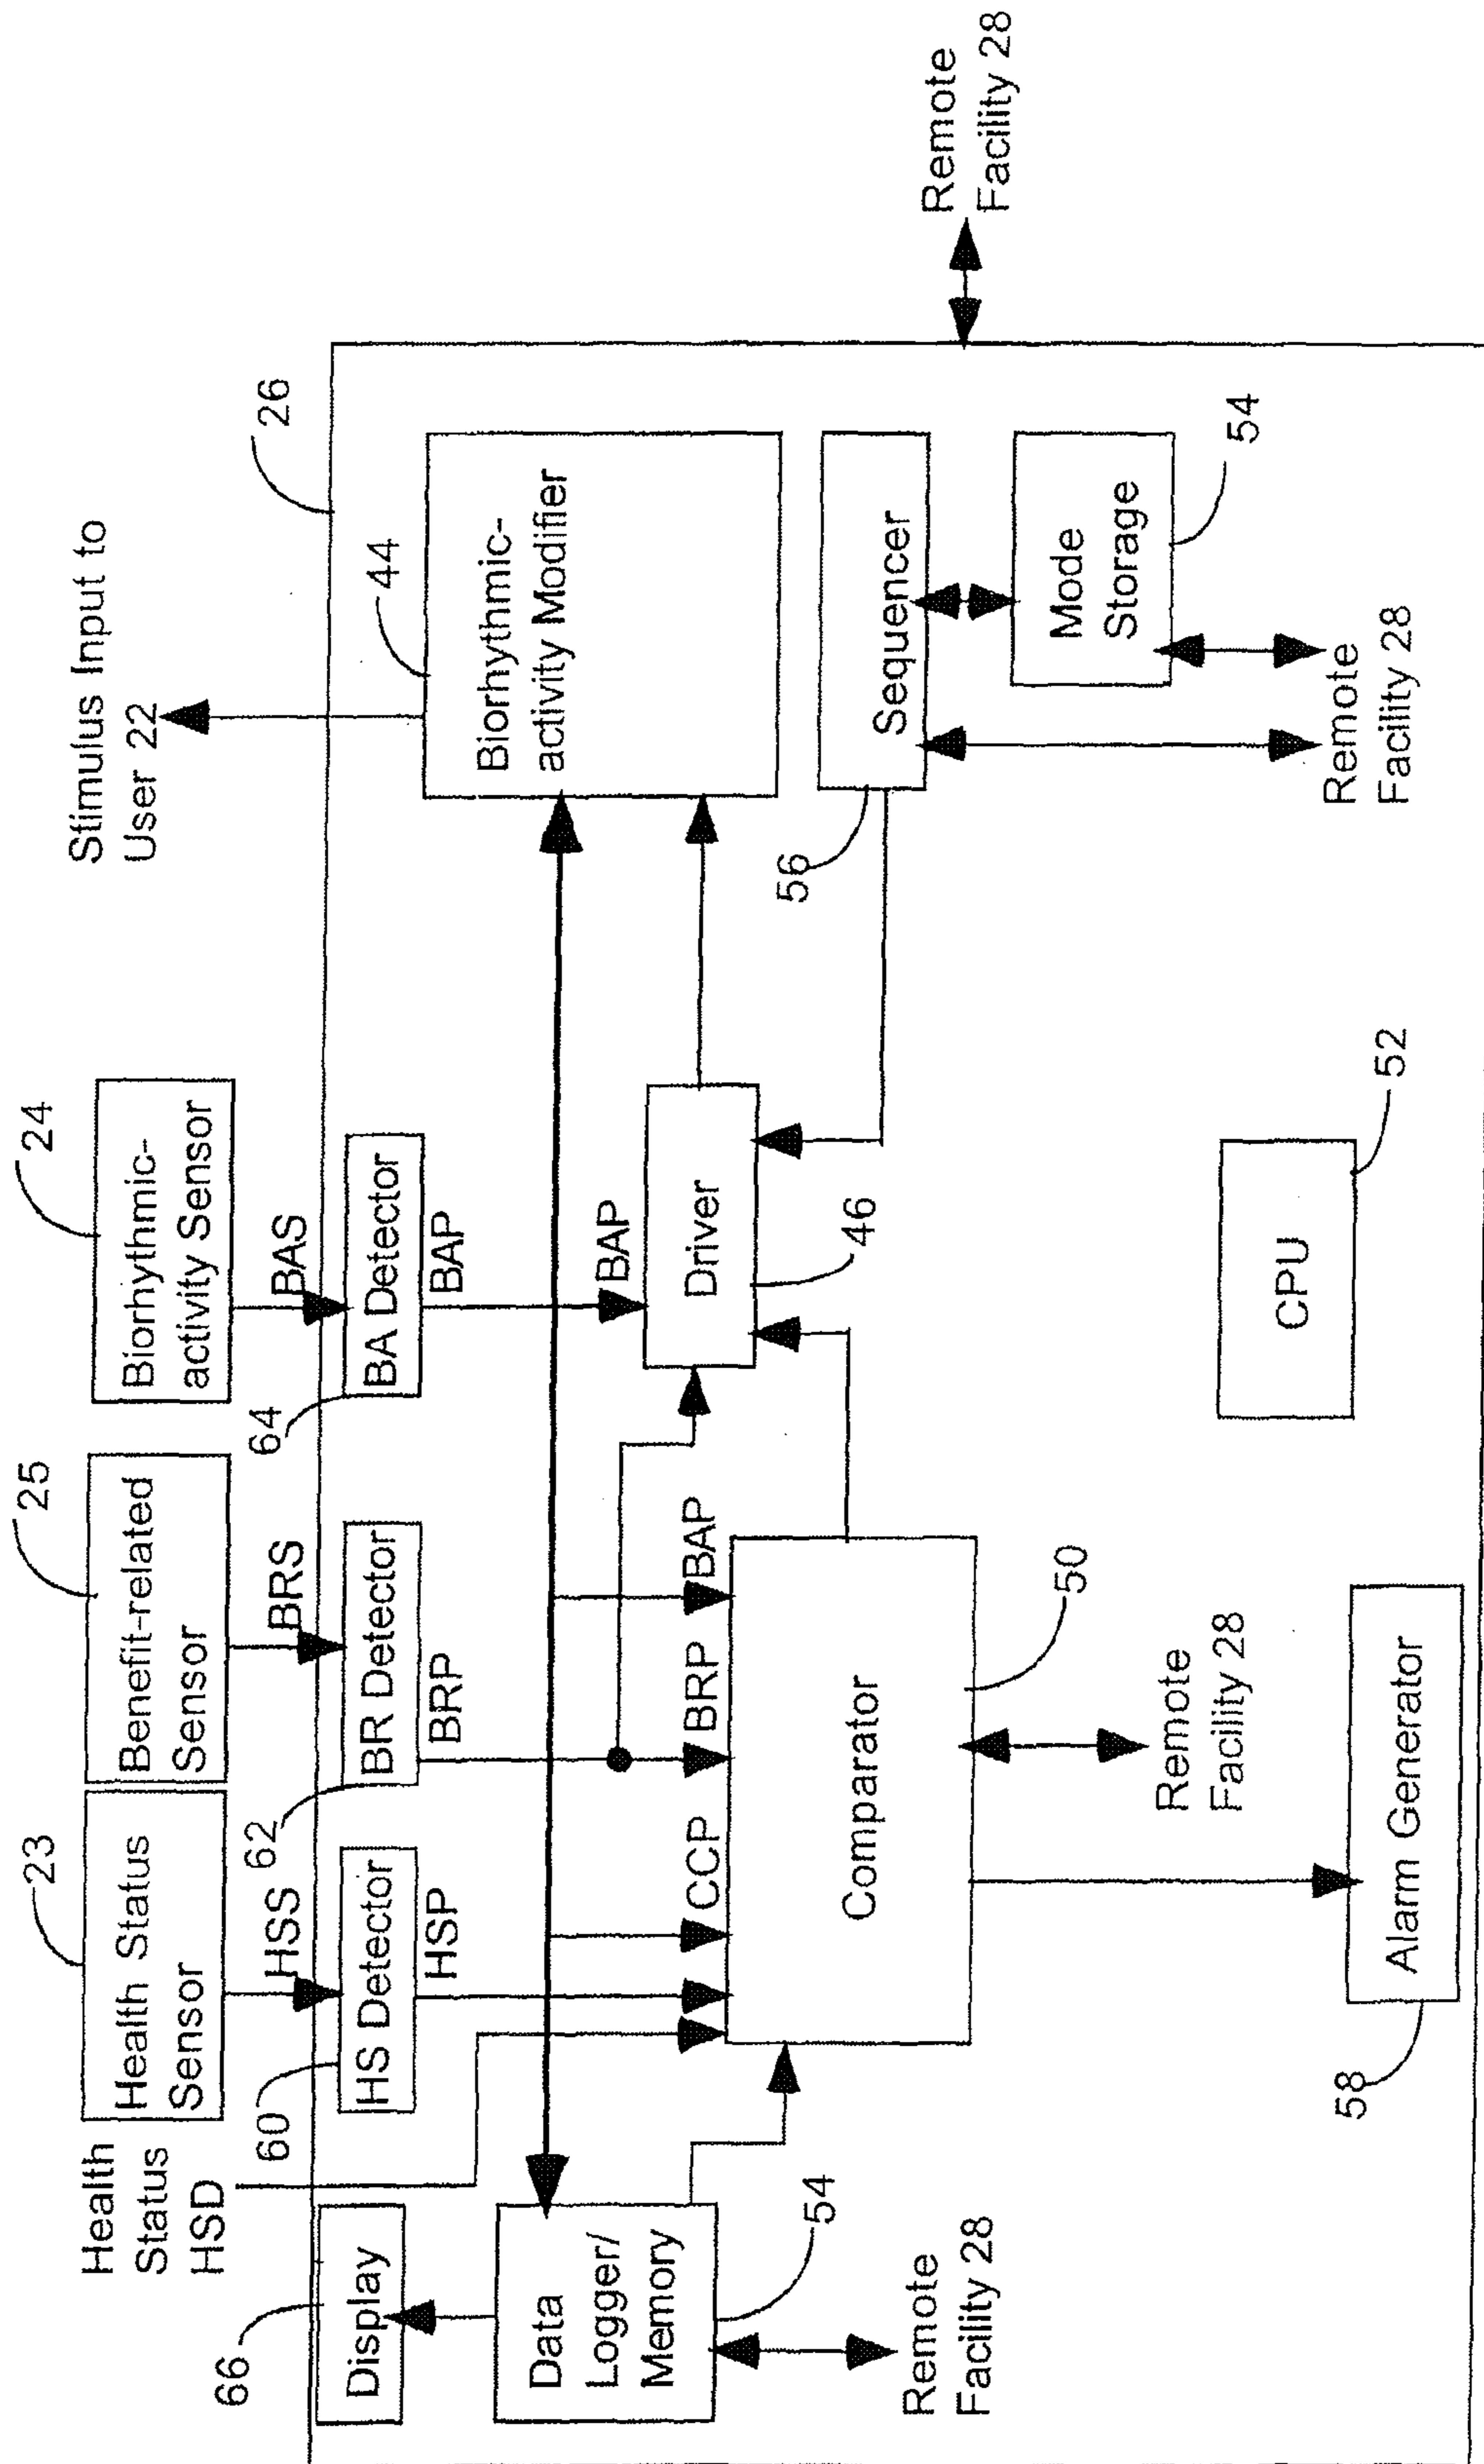 Health
Status
HSD
23
Health Status
Sensor
HSS
25
Benefit-related
Sensor
BRS
24
Biorhythmic-
activity Sensor
BAS
Stimulus Input to
User 22
26
66
Display
60
HS Detector
HSP
62
BR Detector
BRP
64
BA Detector
BAP
44
Biorhythmic-
activity Modifier
Data
Logger/
Memory
54
Remote
Facility 28
CCP
BRP
BAP
BAP
Driver
46
Comparator
50
Remote
Facility 28
56
Sequencer
Mode
Storage
54
Remote
Facility 28
Remote
Facility 28
CPU
52
58
Alarm Generator